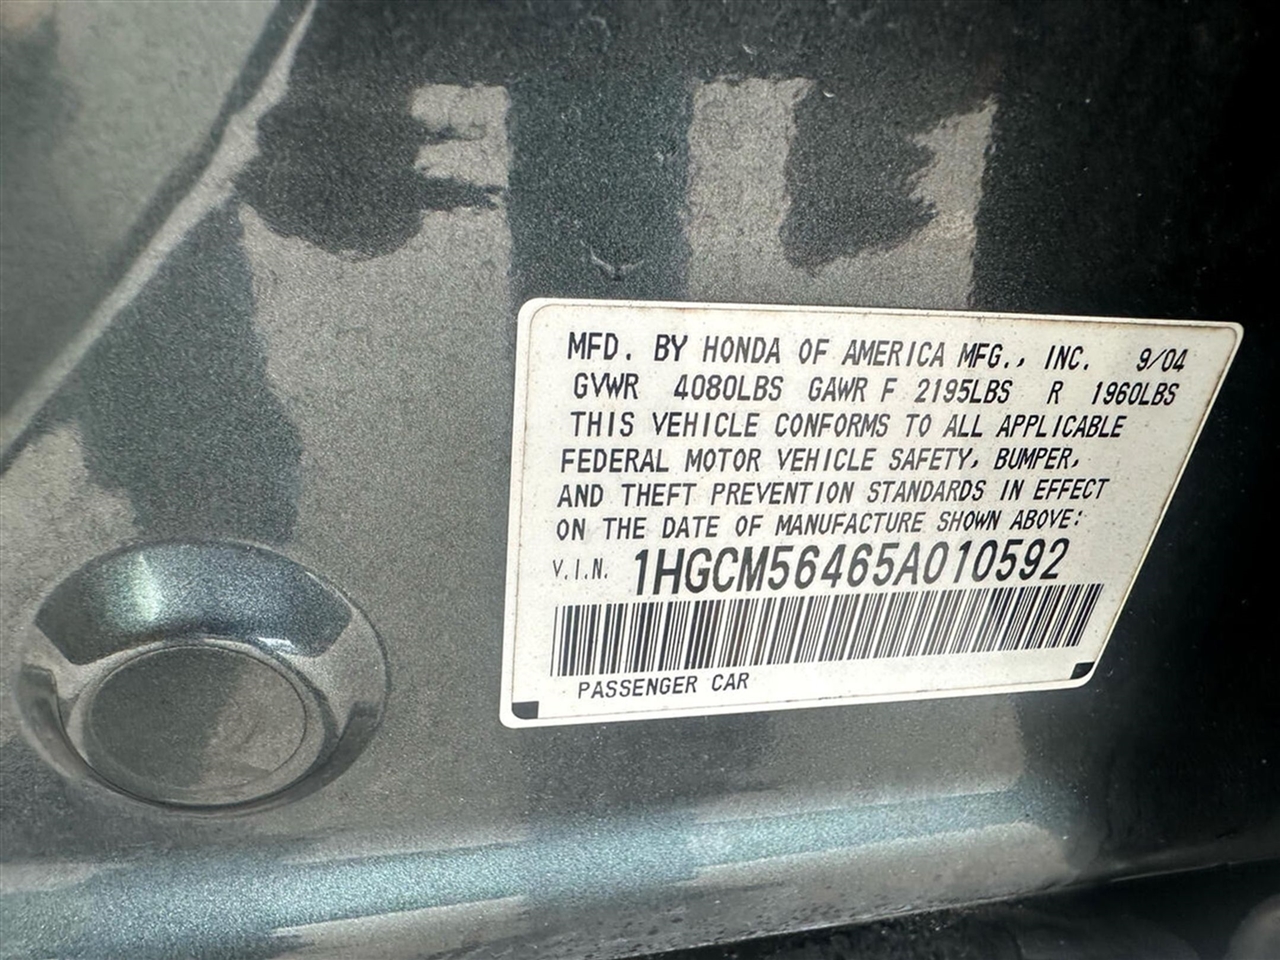 MFD. BY HONDA OF AMERICA MFG., INC. 9/04
GVWR 4080LBS GAWR F 2195LBS R 1960LBS
THIS VEHICLE CONFORMS TO ALL APPLICABLE
FEDERAL MOTOR VEHICLE SAFETY, BUMPER,
AND THEFT PREVENTION STANDARDS IN EFFECT
ON THE DATE OF MANUFACTURE SHOWN ABOVE:
V.I.N. 1HGCM56465A010592
PASSENGER CAR